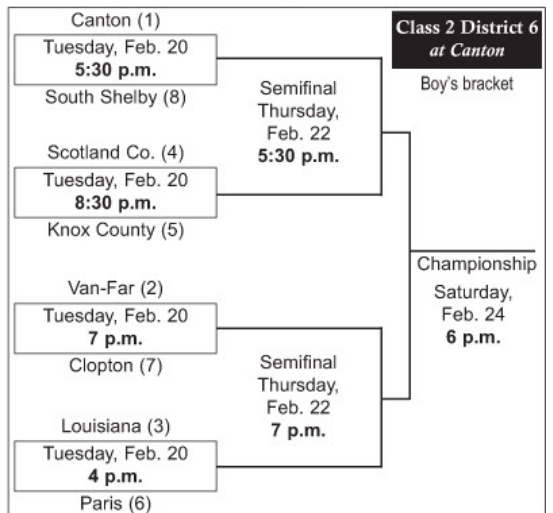 Canton (1)
Tuesday, Feb. 20
5:30 p.m.
South Shelby (8)
Scotland Co. (4)
Tuesday, Feb. 20
8:30 p.m.
Knox County (5)
Semifinal
Thursday,
Feb. 22
5:30 p.m.
Van-Far (2)
Tuesday, Feb. 20
7 p.m.
Clopton (7)
Louisiana (3)
Tuesday, Feb. 20
4 p.m.
Paris (6)
Semifinal
Thursday,
Feb. 22
7 p.m.
Class 2 District 6
at Canton
Boy's bracket
Championship
Saturday,
Feb. 24
6 p.m.